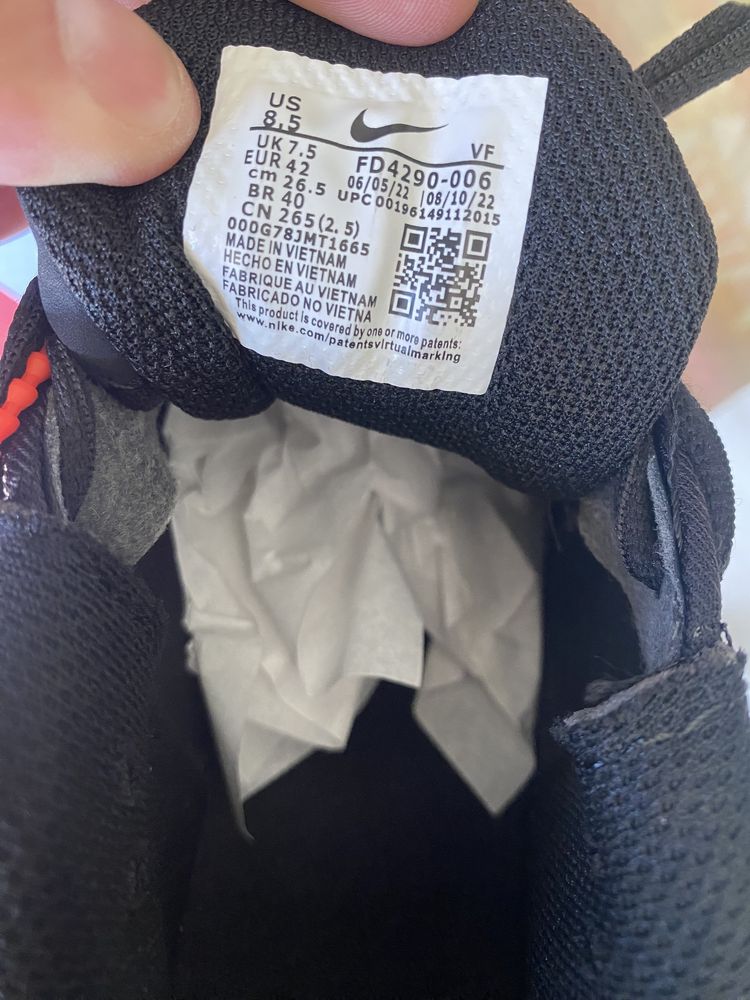 US
8.5
UK 7.5
VF
EUR 42
FD4290-006
cm 26.5
06/05/22 08/10/22
BR 40
UPC 00196149112015
CN 265 (2.5)
000G78JMT1665
MADE IN VIETNAM
HECHO EN VIETNAM
FABRIQUE AU VIETNAM
FABRICADO NO VIETNA
This product is covered by one or more patents:
www.nike.com/patentsvirtualmarking